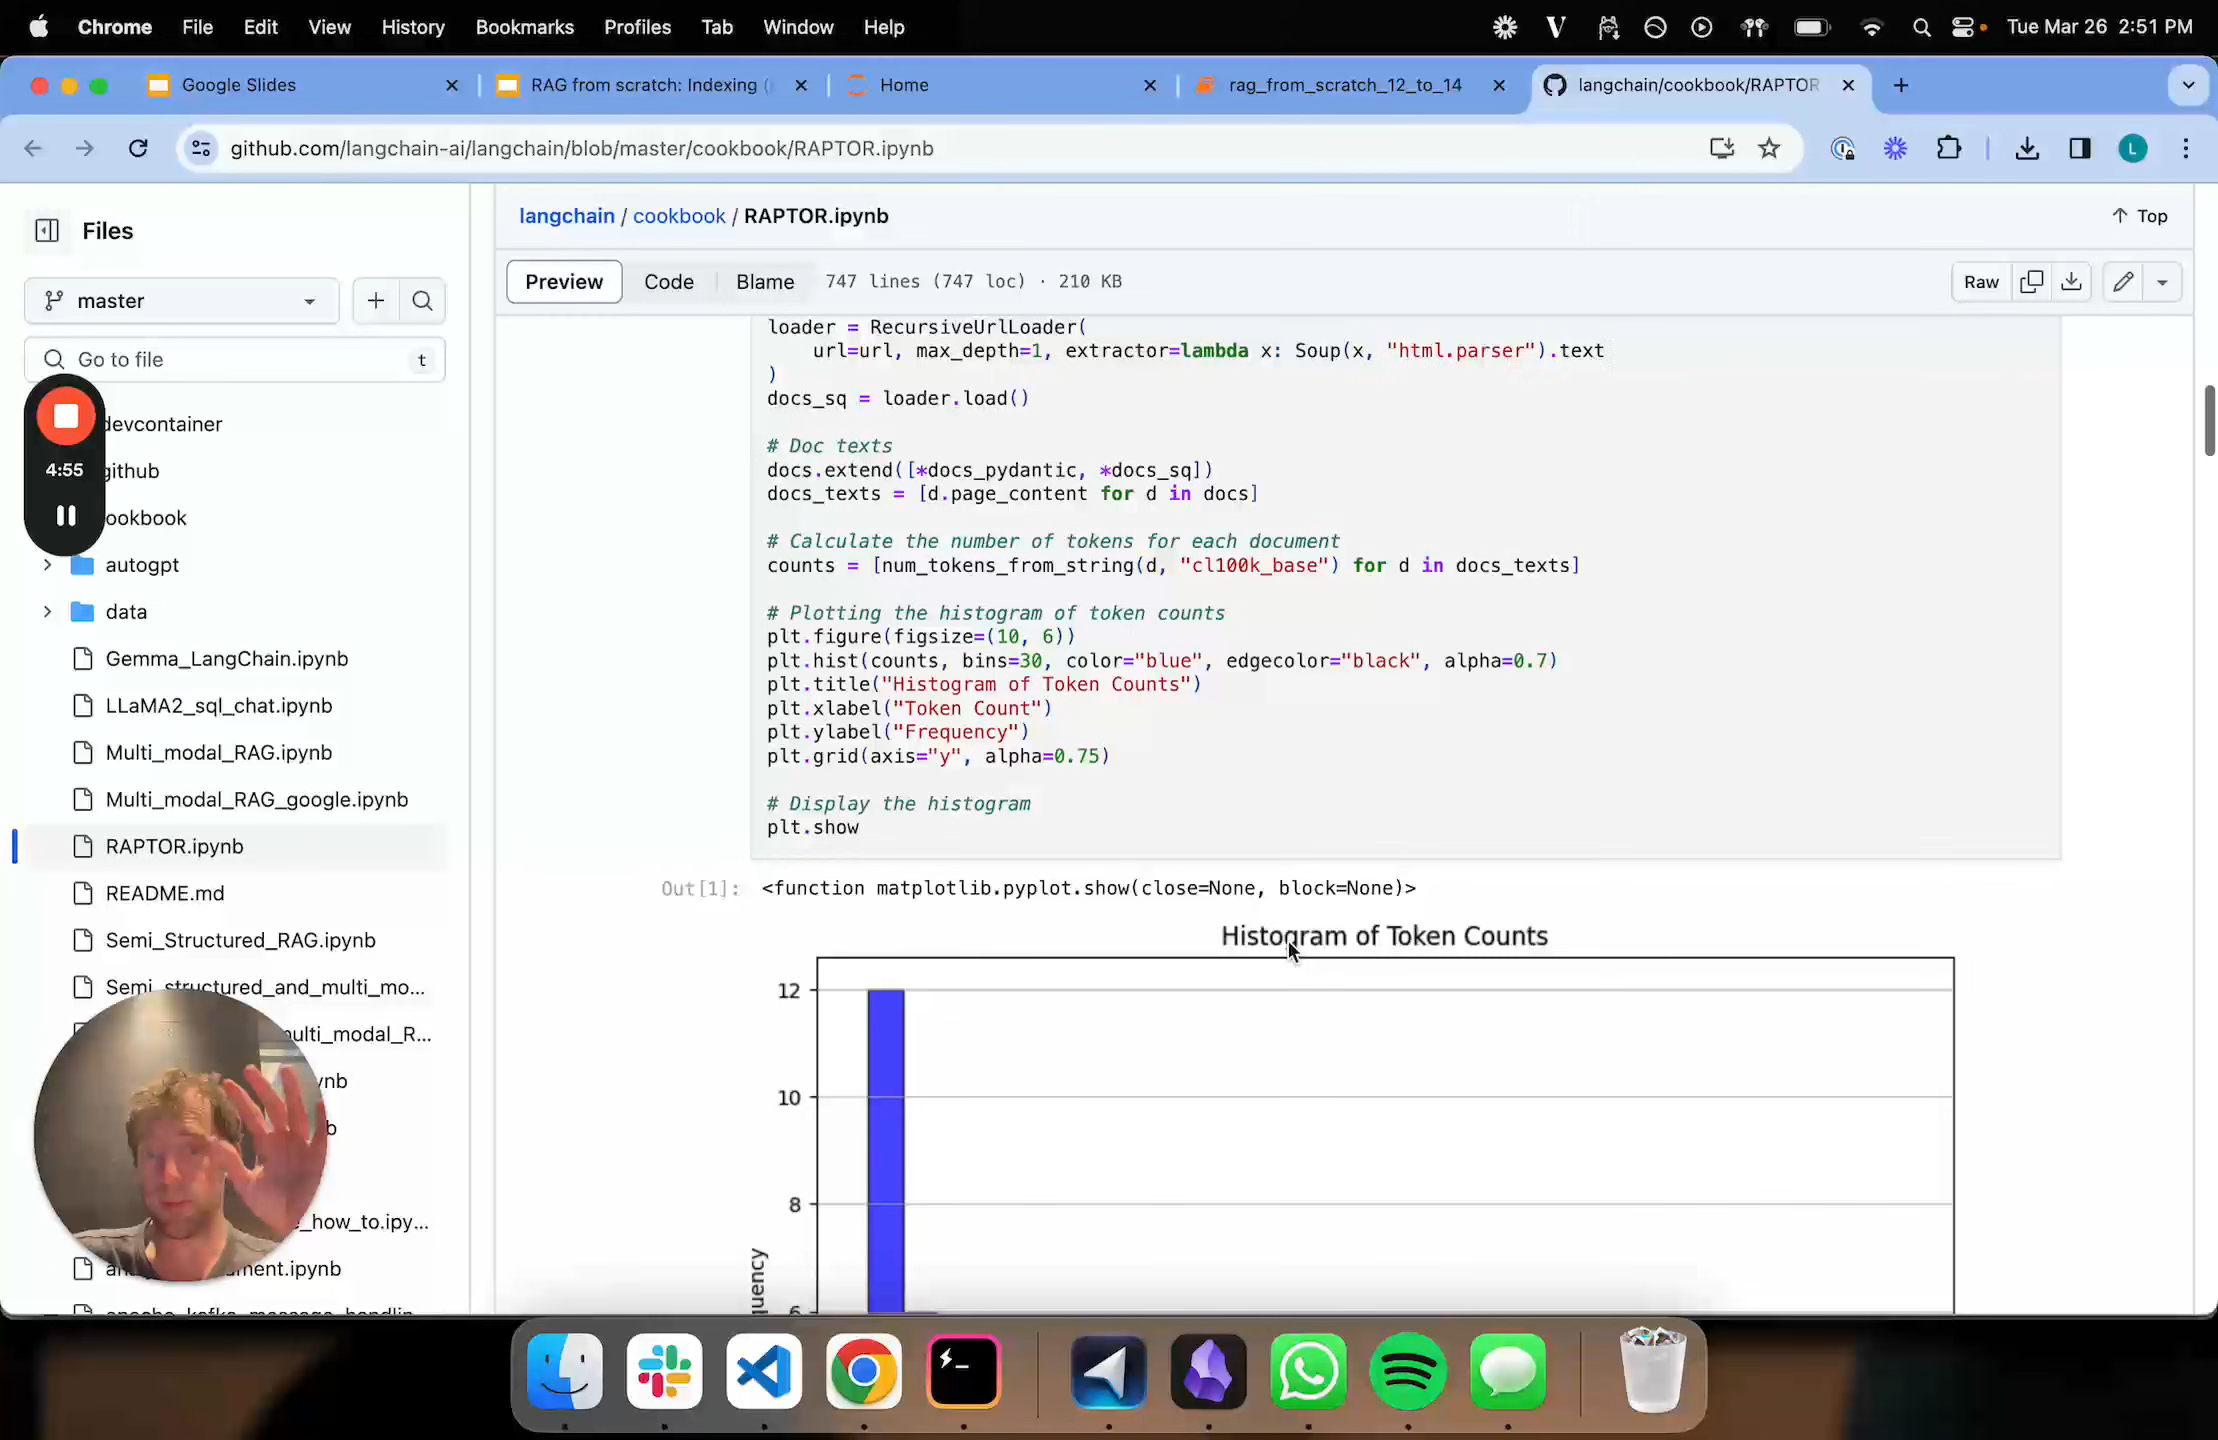 Chrome File Edit View History Bookmarks Profiles Tab Window Help Tue Mar 26 2:51 PM
Google Slides RAG from scratch: Indexing ( Home rag_from_scratch_12_to_14 langchain/cookbook/RAPTOR
github.com/langchain-ai/langchain/blob/master/cookbook/RAPTOR.ipynb L
Files
master
Go to file t
4:55
devcontainer
github
ookbook
autogpt
data
Gemma_LangChain.ipynb
LLaMA2_sql_chat.ipynb
Multi_modal_RAG.ipynb
Multi_modal_RAG_google.ipynb
RAPTOR.ipynb
README.md
Semi_Structured_RAG.ipynb
Semi_structured_and_multi_mo...
multi_modal_R...
ynb
b
_how_to.ipy...
ment.ipynb
langchain / cookbook / RAPTOR.ipynb Top
Preview Code Blame 747 lines (747 loc) · 210 KB Raw
loader = RecursiveUrlLoader(
url=url, max_depth=1, extractor=lambda x: Soup(x, "html.parser").text
)
docs_sq = loader.load()
# Doc texts
docs.extend([*docs_pydantic, *docs_sq])
docs_texts = [d.page_content for d in docs]
# Calculate the number of tokens for each document
counts = [num_tokens_from_string(d, "cl100k_base") for d in docs_texts]
# Plotting the histogram of token counts
plt.figure(figsize=(10, 6))
plt.hist(counts, bins=30, color="blue", edgecolor="black", alpha=0.7)
plt.title("Histogram of Token Counts")
plt.xlabel("Token Count")
plt.ylabel("Frequency")
plt.grid(axis="y", alpha=0.75)
# Display the histogram
plt.show
Out[1]: <function matplotlib.pyplot.show(close=None, block=None)>
Histogram of Token Counts
12
10
8
6
quency